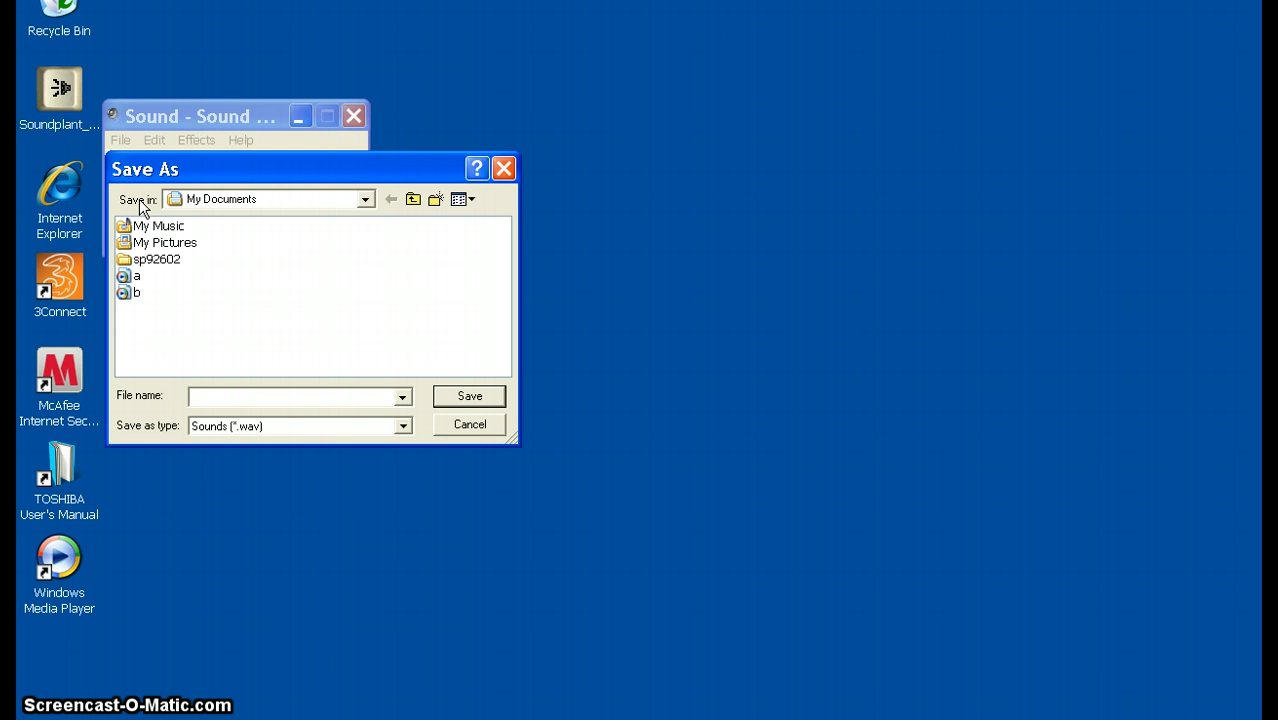 Recycle Bin
Soundplant_...
Internet
Explorer
3Connect
McAfee
Internet Sec...
TOSHIBA
User's Manual
Windows
Media Player
Sound - Sound ...
File Edit Effects Help
Save As
Save in: My Documents
My Music
My Pictures
sp92602
a
b
File name: Save
Save as type: Sounds (*.wav) Cancel
Screencast-O-Matic.com